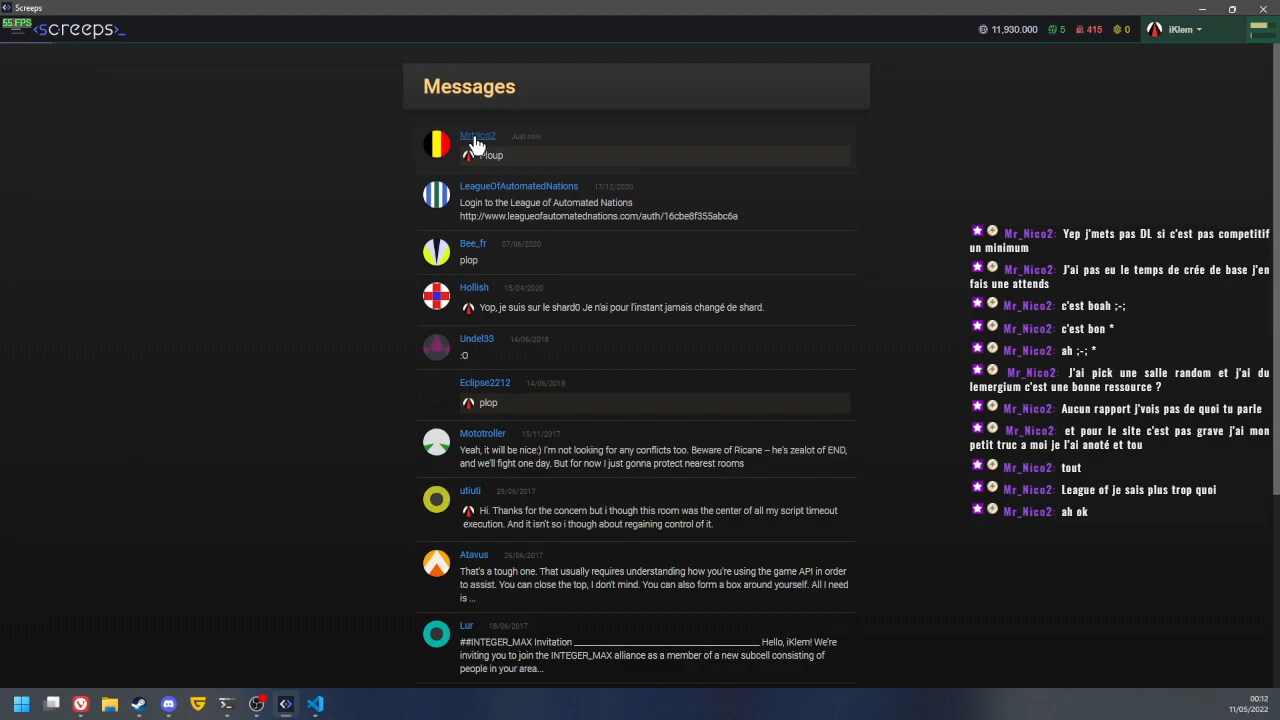 Screeps
55 FPS
<screeps>_
11,930.000 5 415 0 iKlem
Messages
MrNico2 Just now
Ploup
LeagueOfAutomatedNations 17/12/2020
Login to the League of Automated Nations
http://www.leagueofautomatednations.com/auth/16cbe8f355abc6a
Bee_fr 07/06/2020
plop
Hollish 15/04/2020
Yop, je suis sur le shard0 Je n'ai pour l'instant jamais changé de shard.
Undel33 14/06/2018
:O
Eclipse2212 14/06/2018
plop
Mototroller 15/11/2017
Yeah, it will be nice:) I'm not looking for any conflicts too. Beware of Ricane – he's zealot of END,
and we'll fight one day. But for now I just gonna protect nearest rooms
utiuti 29/06/2017
Hi. Thanks for the concern but i though this room was the center of all my script timeout
execution. And it isn't so i though about regaining control of it.
Atavus 26/06/2017
That's a tough one. That usually requires understanding how you're using the game API in order
to assist. You can close the top, I don't mind. You can also form a box around yourself. All I need
is ...
Lur 18/06/2017
##INTEGER_MAX Invitation ______________________________________ Hello, iKlem! We're
inviting you to join the INTEGER_MAX alliance as a member of a new subcell consisting of
people in your area...
Mr_Nico2: Yep j'mets pas DL si c'est pas competitif
un minimum
Mr_Nico2: J'ai pas eu le temps de crée de base j'en
fais une attends
Mr_Nico2: c'est boah ;-;
Mr_Nico2: c'est bon *
Mr_Nico2: ah ;-; *
Mr_Nico2: J'ai pick une salle random et j'ai du
lemergium c'est une bonne ressource ?
Mr_Nico2: Aucun rapport j'vois pas de quoi tu parle
Mr_Nico2: et pour le site c'est pas grave j'ai mon
petit truc a moi je l'ai anoté et tou
Mr_Nico2: tout
Mr_Nico2: League of je sais plus trop quoi
Mr_Nico2: ah ok
00:12
11/05/2022